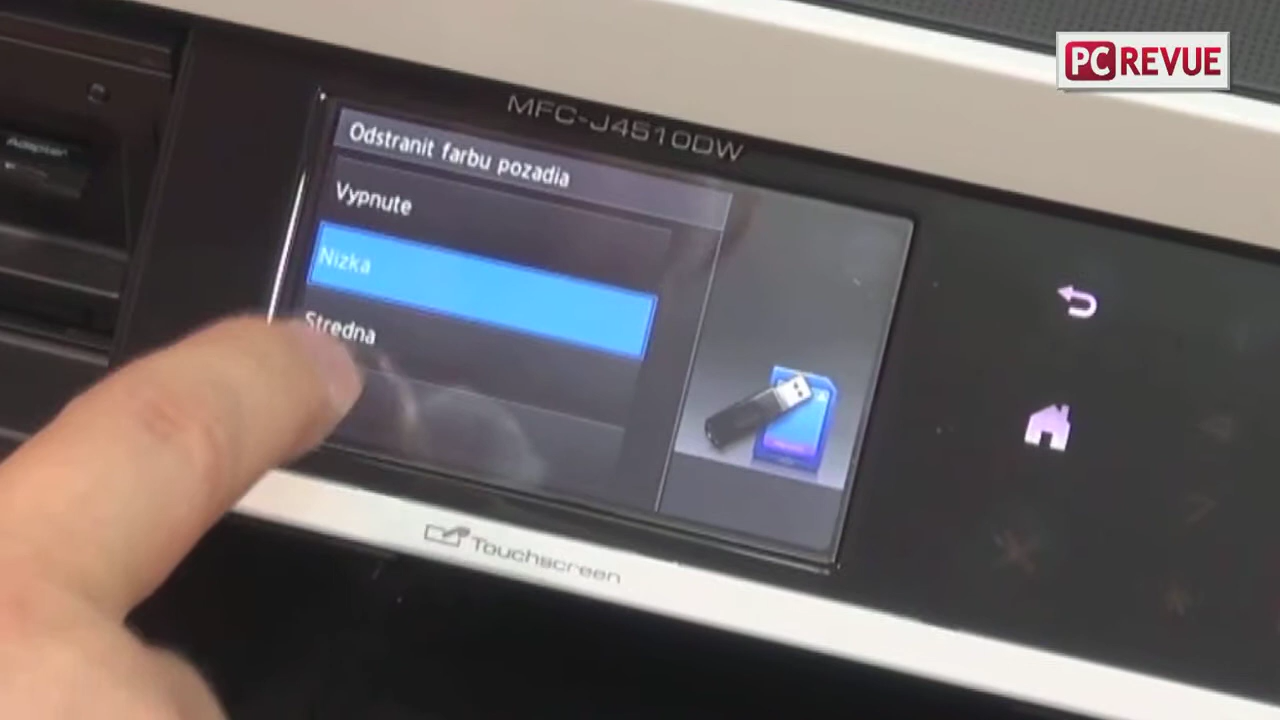 PC REVUE
MFC-J4510DW
Odstranit farbu pozadia
Vypnute
Nizka
Stredna
Touchscreen